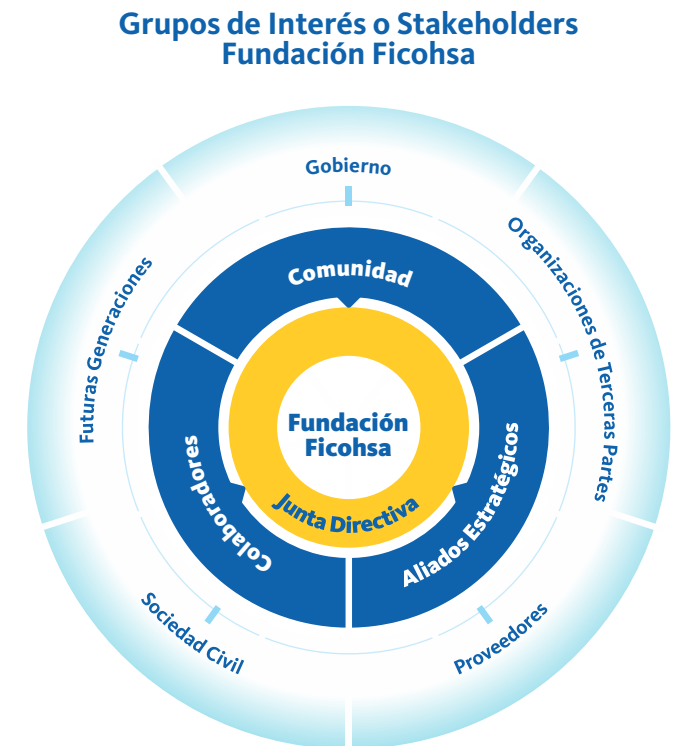 Grupos de Interés o Stakeholders
Fundación Ficohsa
Gobierno
Organizaciones de Terceras Partes
Proveedores
Sociedad Civil
Futuras Generaciones
Comunidad
Aliados Estratégicos
Colaboradores
Fundación
Ficohsa
Junta Directiva